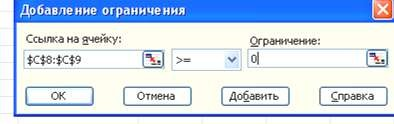 Добавление ограничения
Ссылка на ячейку: Ограничение:
$C$8:$C$9 >= 0
OK Отмена Добавить Справка